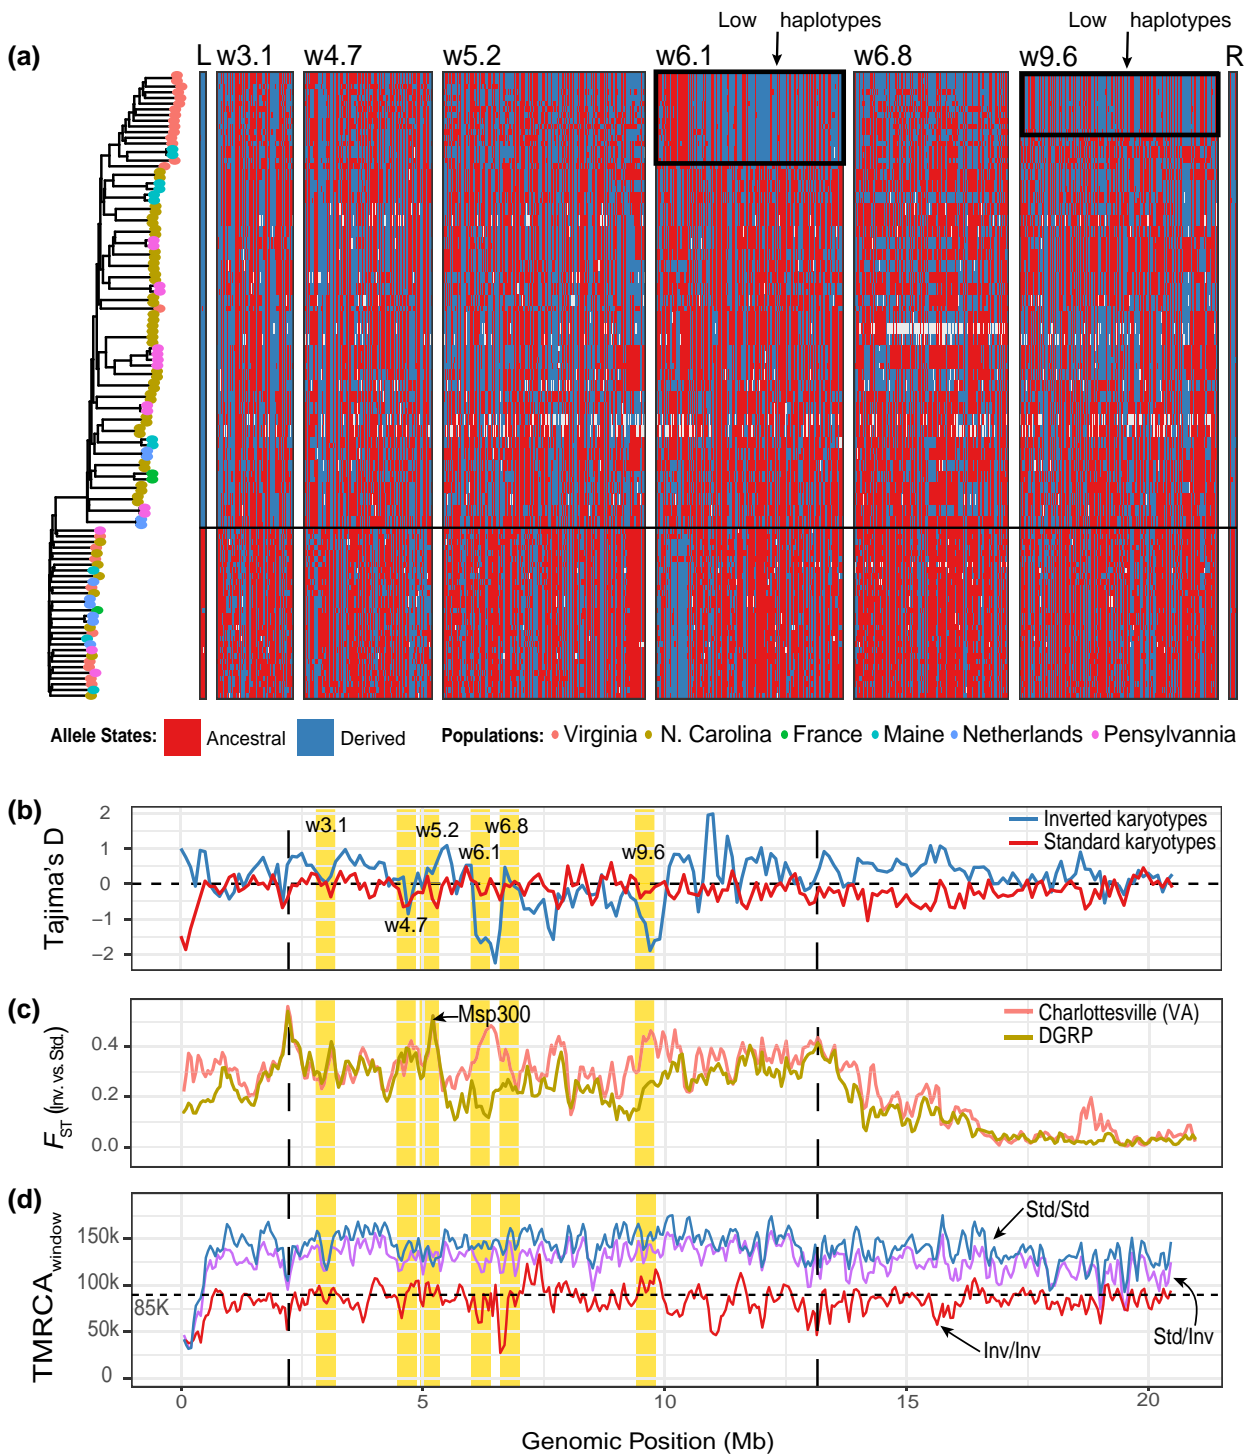 Low haplotypes Low haplotypes
(a) L w3.1 w4.7 w5.2 w6.1 w6.8 w9.6 R
Allele States: Ancestral Derived Populations: Virginia N. Carolina France Maine Netherlands Pensylvannia
(b)
Tajima's D
2
1
0
−1
−2
w3.1 w4.7 w5.2 w6.1 w6.8 w9.6
Inverted karyotypes
Standard karyotypes
(c)
FST (Inv. vs. Std.)
0.4
0.2
0.0
Msp300
Charlottesville (VA)
DGRP
(d)
TMRCAwindow
150k
100k
85K
50k
0
Std/Std
Std/Inv
Inv/Inv
0 5 10 15 20
Genomic Position (Mb)